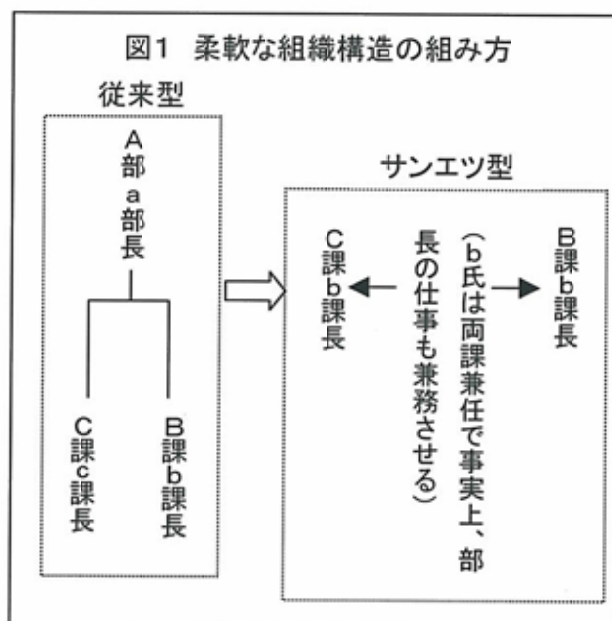 図1 柔軟な組織構造の組み方
従来型
A部a部長
B課b課長
C課c課長
サンエツ型
B課b課長
(b氏は両課兼任で事実上、部
長の仕事も兼務させる)
C課b課長